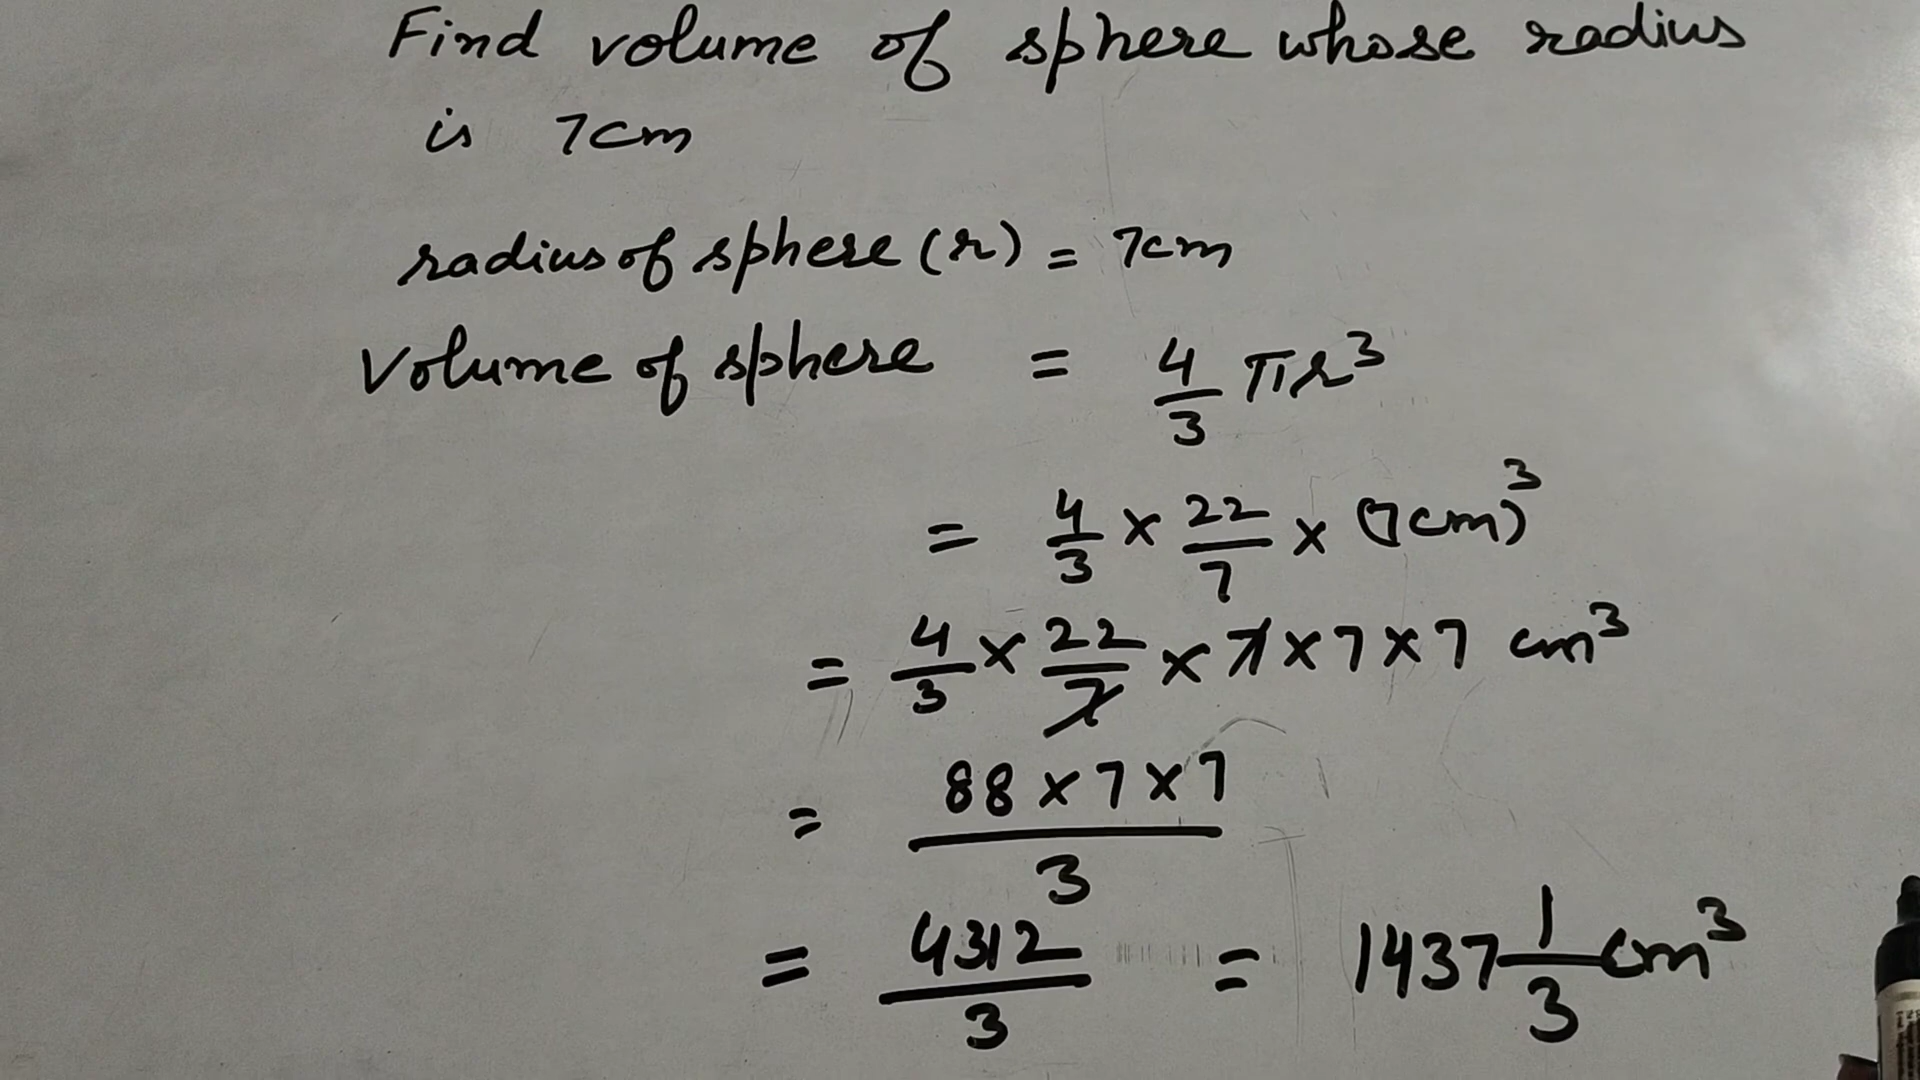 Find volume of sphere whose radius
is 7cm
radius of sphere (r) = 7cm
Volume of sphere = 4/3 πr³
= 4/3 × 22/7 × (7cm)³
= 4/3 × 22/7 × 7 × 7 × 7 cm³
= 88 × 7 × 7 / 3
= 4312/3 = 1437 1/3 cm³